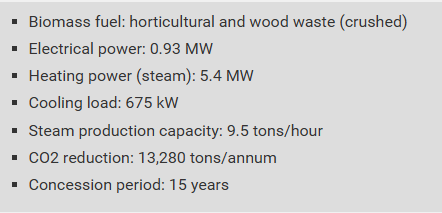 ▪ Biomass fuel: horticultural and wood waste (crushed)
▪ Electrical power: 0.93 MW
▪ Heating power (steam): 5.4 MW
▪ Cooling load: 675 kW
▪ Steam production capacity: 9.5 tons/hour
▪ CO2 reduction: 13,280 tons/annum
▪ Concession period: 15 years